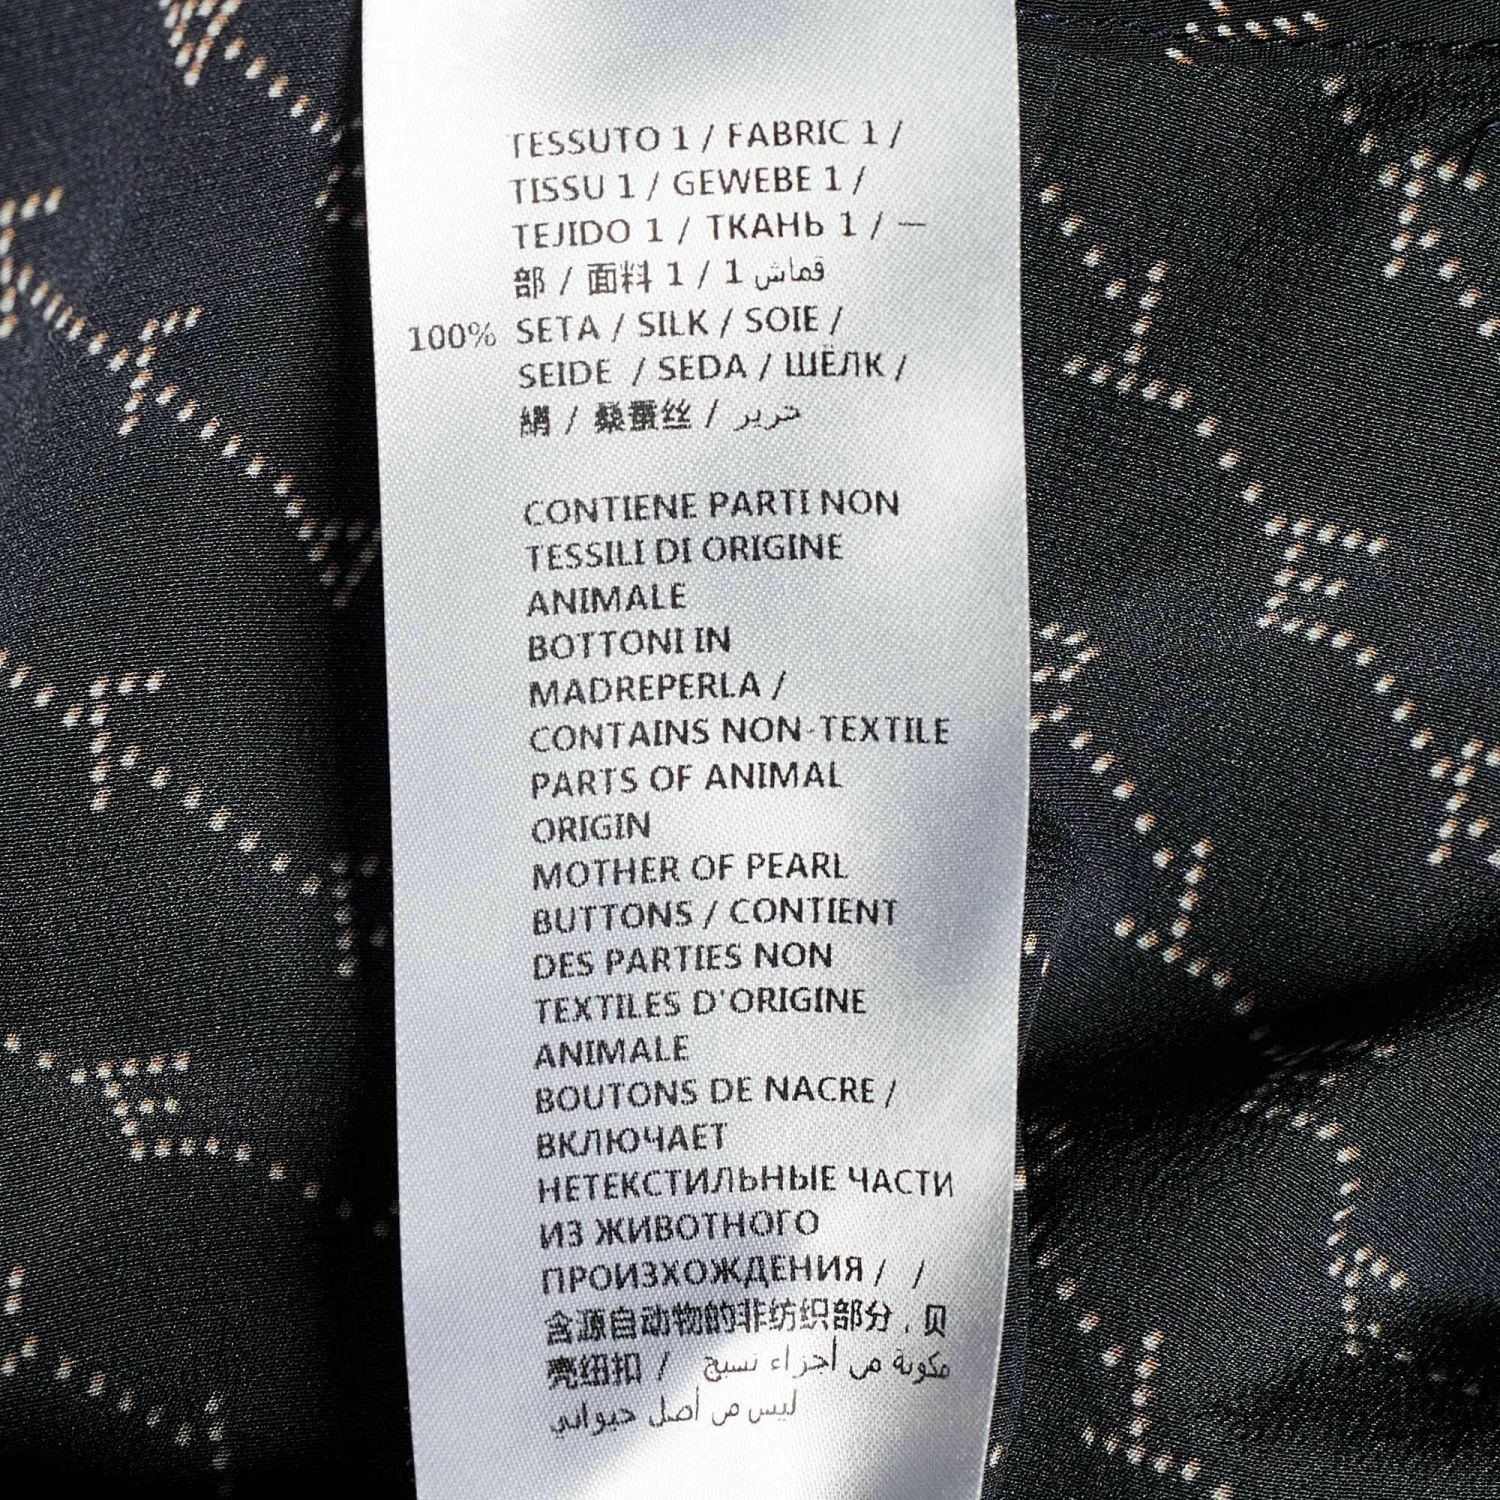 TESSUTO 1 / FABRIC 1 /
TISSU 1 / GEWEBE 1 /
TEJIDO 1 / ТКАНЬ 1 / 一
部 / 面料 1 / 1 قماش
100% SETA / SILK / SOIE /
SEIDE / SEDA / ШЁЛК /
絹 / 桑蚕丝 / حرير
CONTIENE PARTI NON
TESSILI DI ORIGINE
ANIMALE
BOTTONI IN
MADREPERLA /
CONTAINS NON-TEXTILE
PARTS OF ANIMAL
ORIGIN
MOTHER OF PEARL
BUTTONS / CONTIENT
DES PARTIES NON
TEXTILES D'ORIGINE
ANIMALE
BOUTONS DE NACRE /
ВКЛЮЧАЕТ
НЕТЕКСТИЛЬНЫЕ ЧАСТИ
ИЗ ЖИВОТНОГО
ПРОИЗХОЖДЕНИЯ / /
含源自动物的非纺织部分, 贝
壳纽扣 / مكونة من أجزاء نسيج
ليس من أصل حيواني